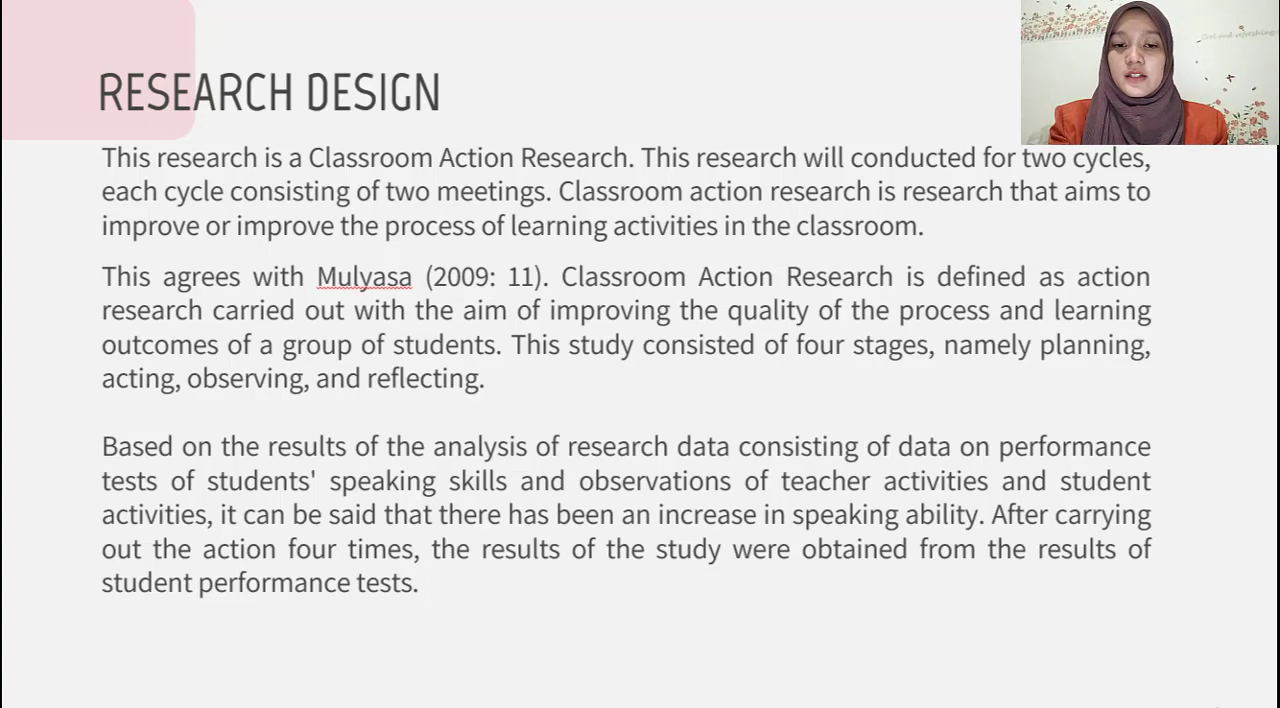 RESEARCH DESIGN
This research is a Classroom Action Research. This research will conducted for two cycles,
each cycle consisting of two meetings. Classroom action research is research that aims to
improve or improve the process of learning activities in the classroom.
This agrees with Mulyasa (2009: 11). Classroom Action Research is defined as action
research carried out with the aim of improving the quality of the process and learning
outcomes of a group of students. This study consisted of four stages, namely planning,
acting, observing, and reflecting.
Based on the results of the analysis of research data consisting of data on performance
tests of students' speaking skills and observations of teacher activities and student
activities, it can be said that there has been an increase in speaking ability. After carrying
out the action four times, the results of the study were obtained from the results of
student performance tests.